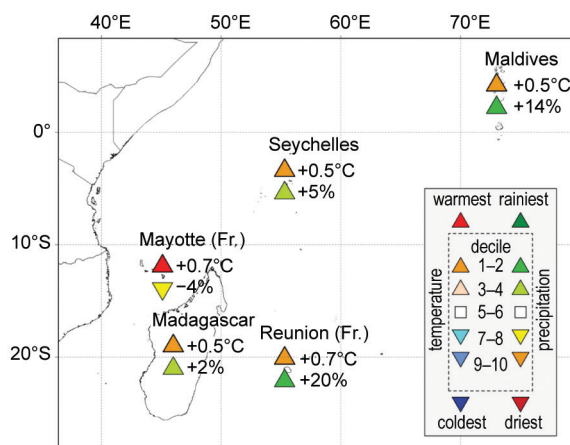 40°E 50°E 60°E 70°E
Maldives
+0.5°C
+14%
0°
Seychelles
+0.5°C
+5%
10°S
Mayotte (Fr.)
+0.7°C
−4%
Madagascar
+0.5°C
+2%
Reunion (Fr.)
+0.7°C
+20%
20°S
warmest rainiest
decile
1–2
3–4
5–6
7–8
9–10
temperature
precipitation
coldest driest